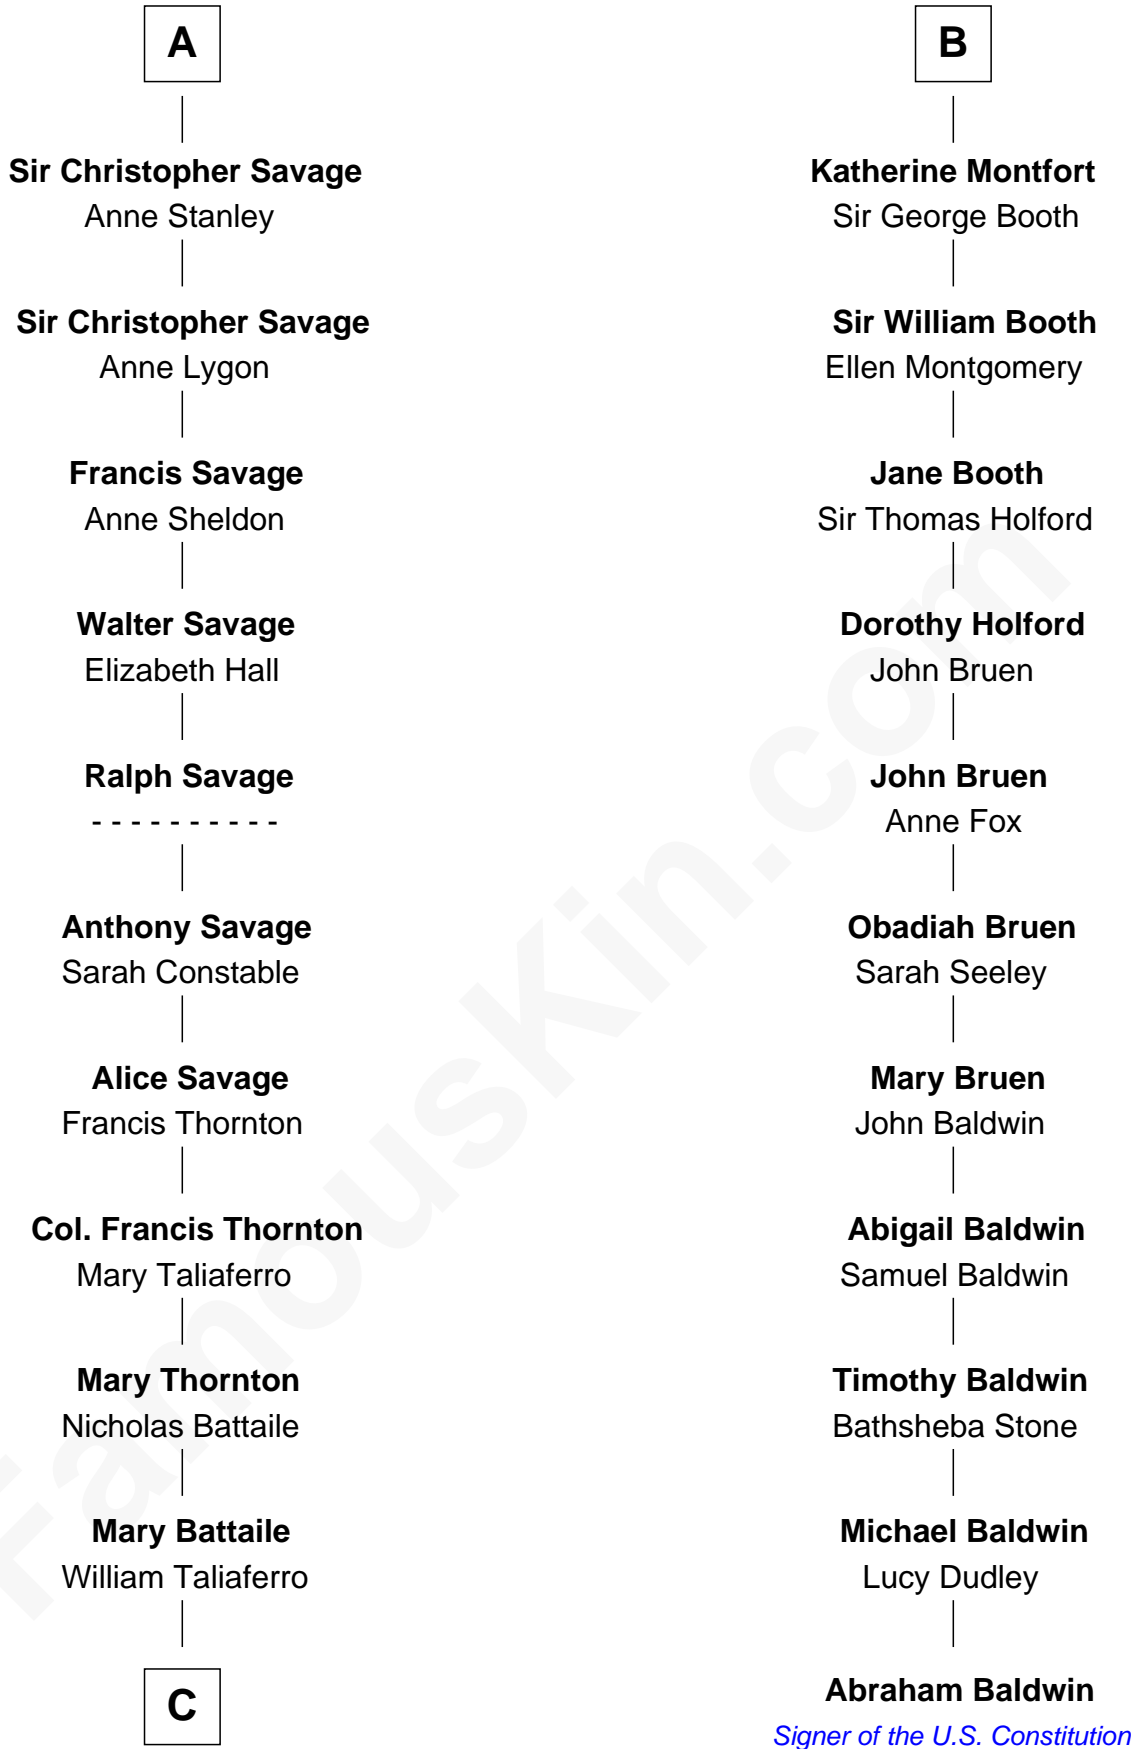 A
Sir Christopher Savage
Anne Stanley
Sir Christopher Savage
Anne Lygon
Francis Savage
Anne Sheldon
Walter Savage
Elizabeth Hall
Ralph Savage
- - - - - - - - - -
Anthony Savage
Sarah Constable
Alice Savage
Francis Thornton
Col. Francis Thornton
Mary Taliaferro
Mary Thornton
Nicholas Battaile
Mary Battaile
William Taliaferro
C
B
Katherine Montfort
Sir George Booth
Sir William Booth
Ellen Montgomery
Jane Booth
Sir Thomas Holford
Dorothy Holford
John Bruen
John Bruen
Anne Fox
Obadiah Bruen
Sarah Seeley
Mary Bruen
John Baldwin
Abigail Baldwin
Samuel Baldwin
Timothy Baldwin
Bathsheba Stone
Michael Baldwin
Lucy Dudley
Abraham Baldwin
Signer of the U.S. Constitution
FamousKin.com